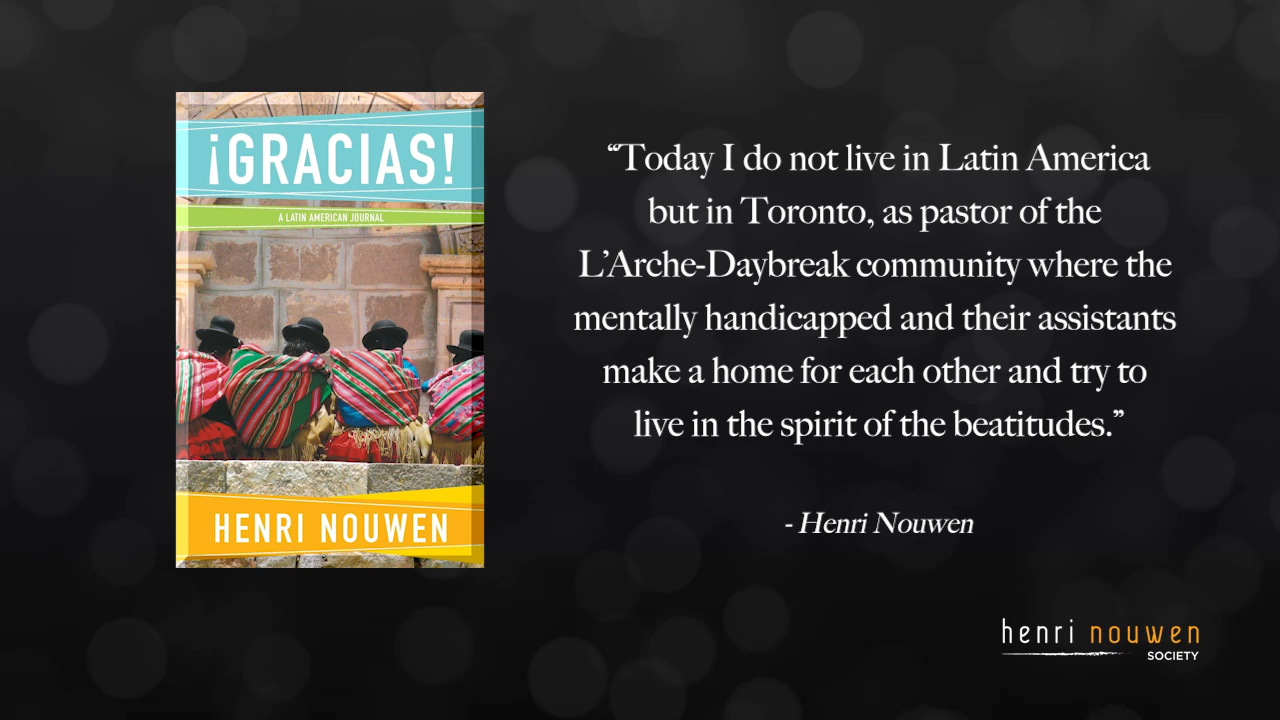 ¡GRACIAS!
A LATIN AMERICAN JOURNAL
HENRI NOUWEN
“Today I do not live in Latin America
but in Toronto, as pastor of the
L’Arche-Daybreak community where the
mentally handicapped and their assistants
make a home for each other and try to
live in the spirit of the beatitudes.”
- Henri Nouwen
henri nouwen
SOCIETY